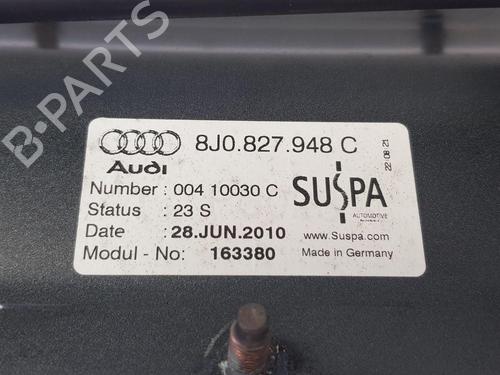 B-PARTS
8J0.827.948 C
Audi
Number : 004 10030 C
SUSPA
Status : 23 S
AUTOMOTIVE
Date : 28.JUN.2010
www.Suspa.com
Modul - No: 163380
Made in Germany